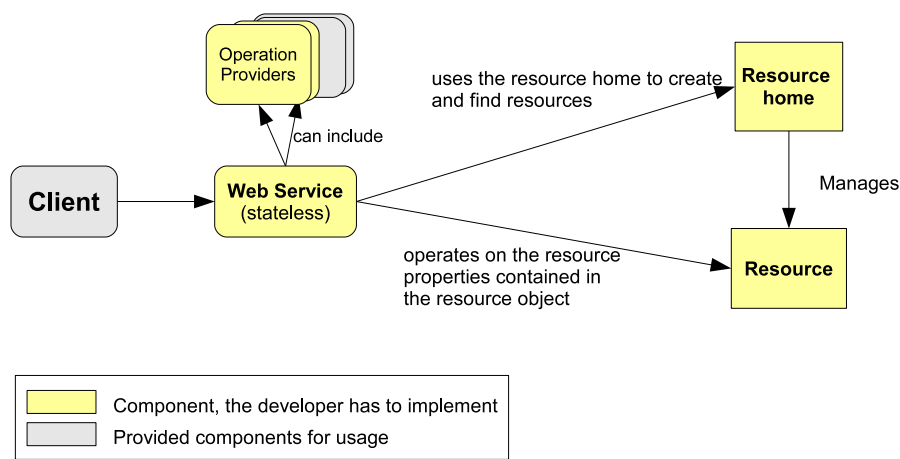 Operation
Providers
uses the resource home to create
and find resources
Resource
home
can include
Client
Web Service
(stateless)
Manages
operates on the resource
properties contained in
the resource object
Resource
Component, the developer has to implement
Provided components for usage